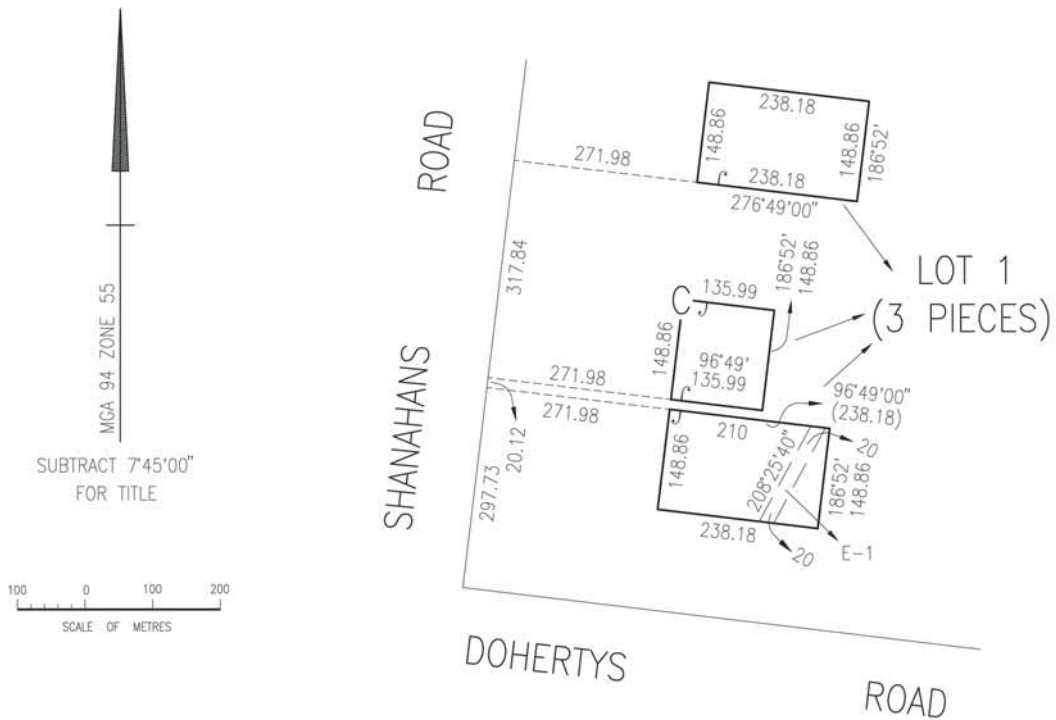 MGA 94 ZONE 55
SUBTRACT 7°45'00"
FOR TITLE
100 0 100 200
SCALE OF METRES
SHANAHANS
ROAD
DOHERTYS
ROAD
317.84
20.12
297.73
238.18
148.86
148.86
186°52'
238.18
276°49'00"
271.98
LOT 1
(3 PIECES)
C
135.99
186°52'
148.86
148.86
96°49'
135.99
271.98
271.98
96°49'00"
(238.18)
210
20
148.86
208°25'40"
186°52'
148.86
238.18
20
E-1